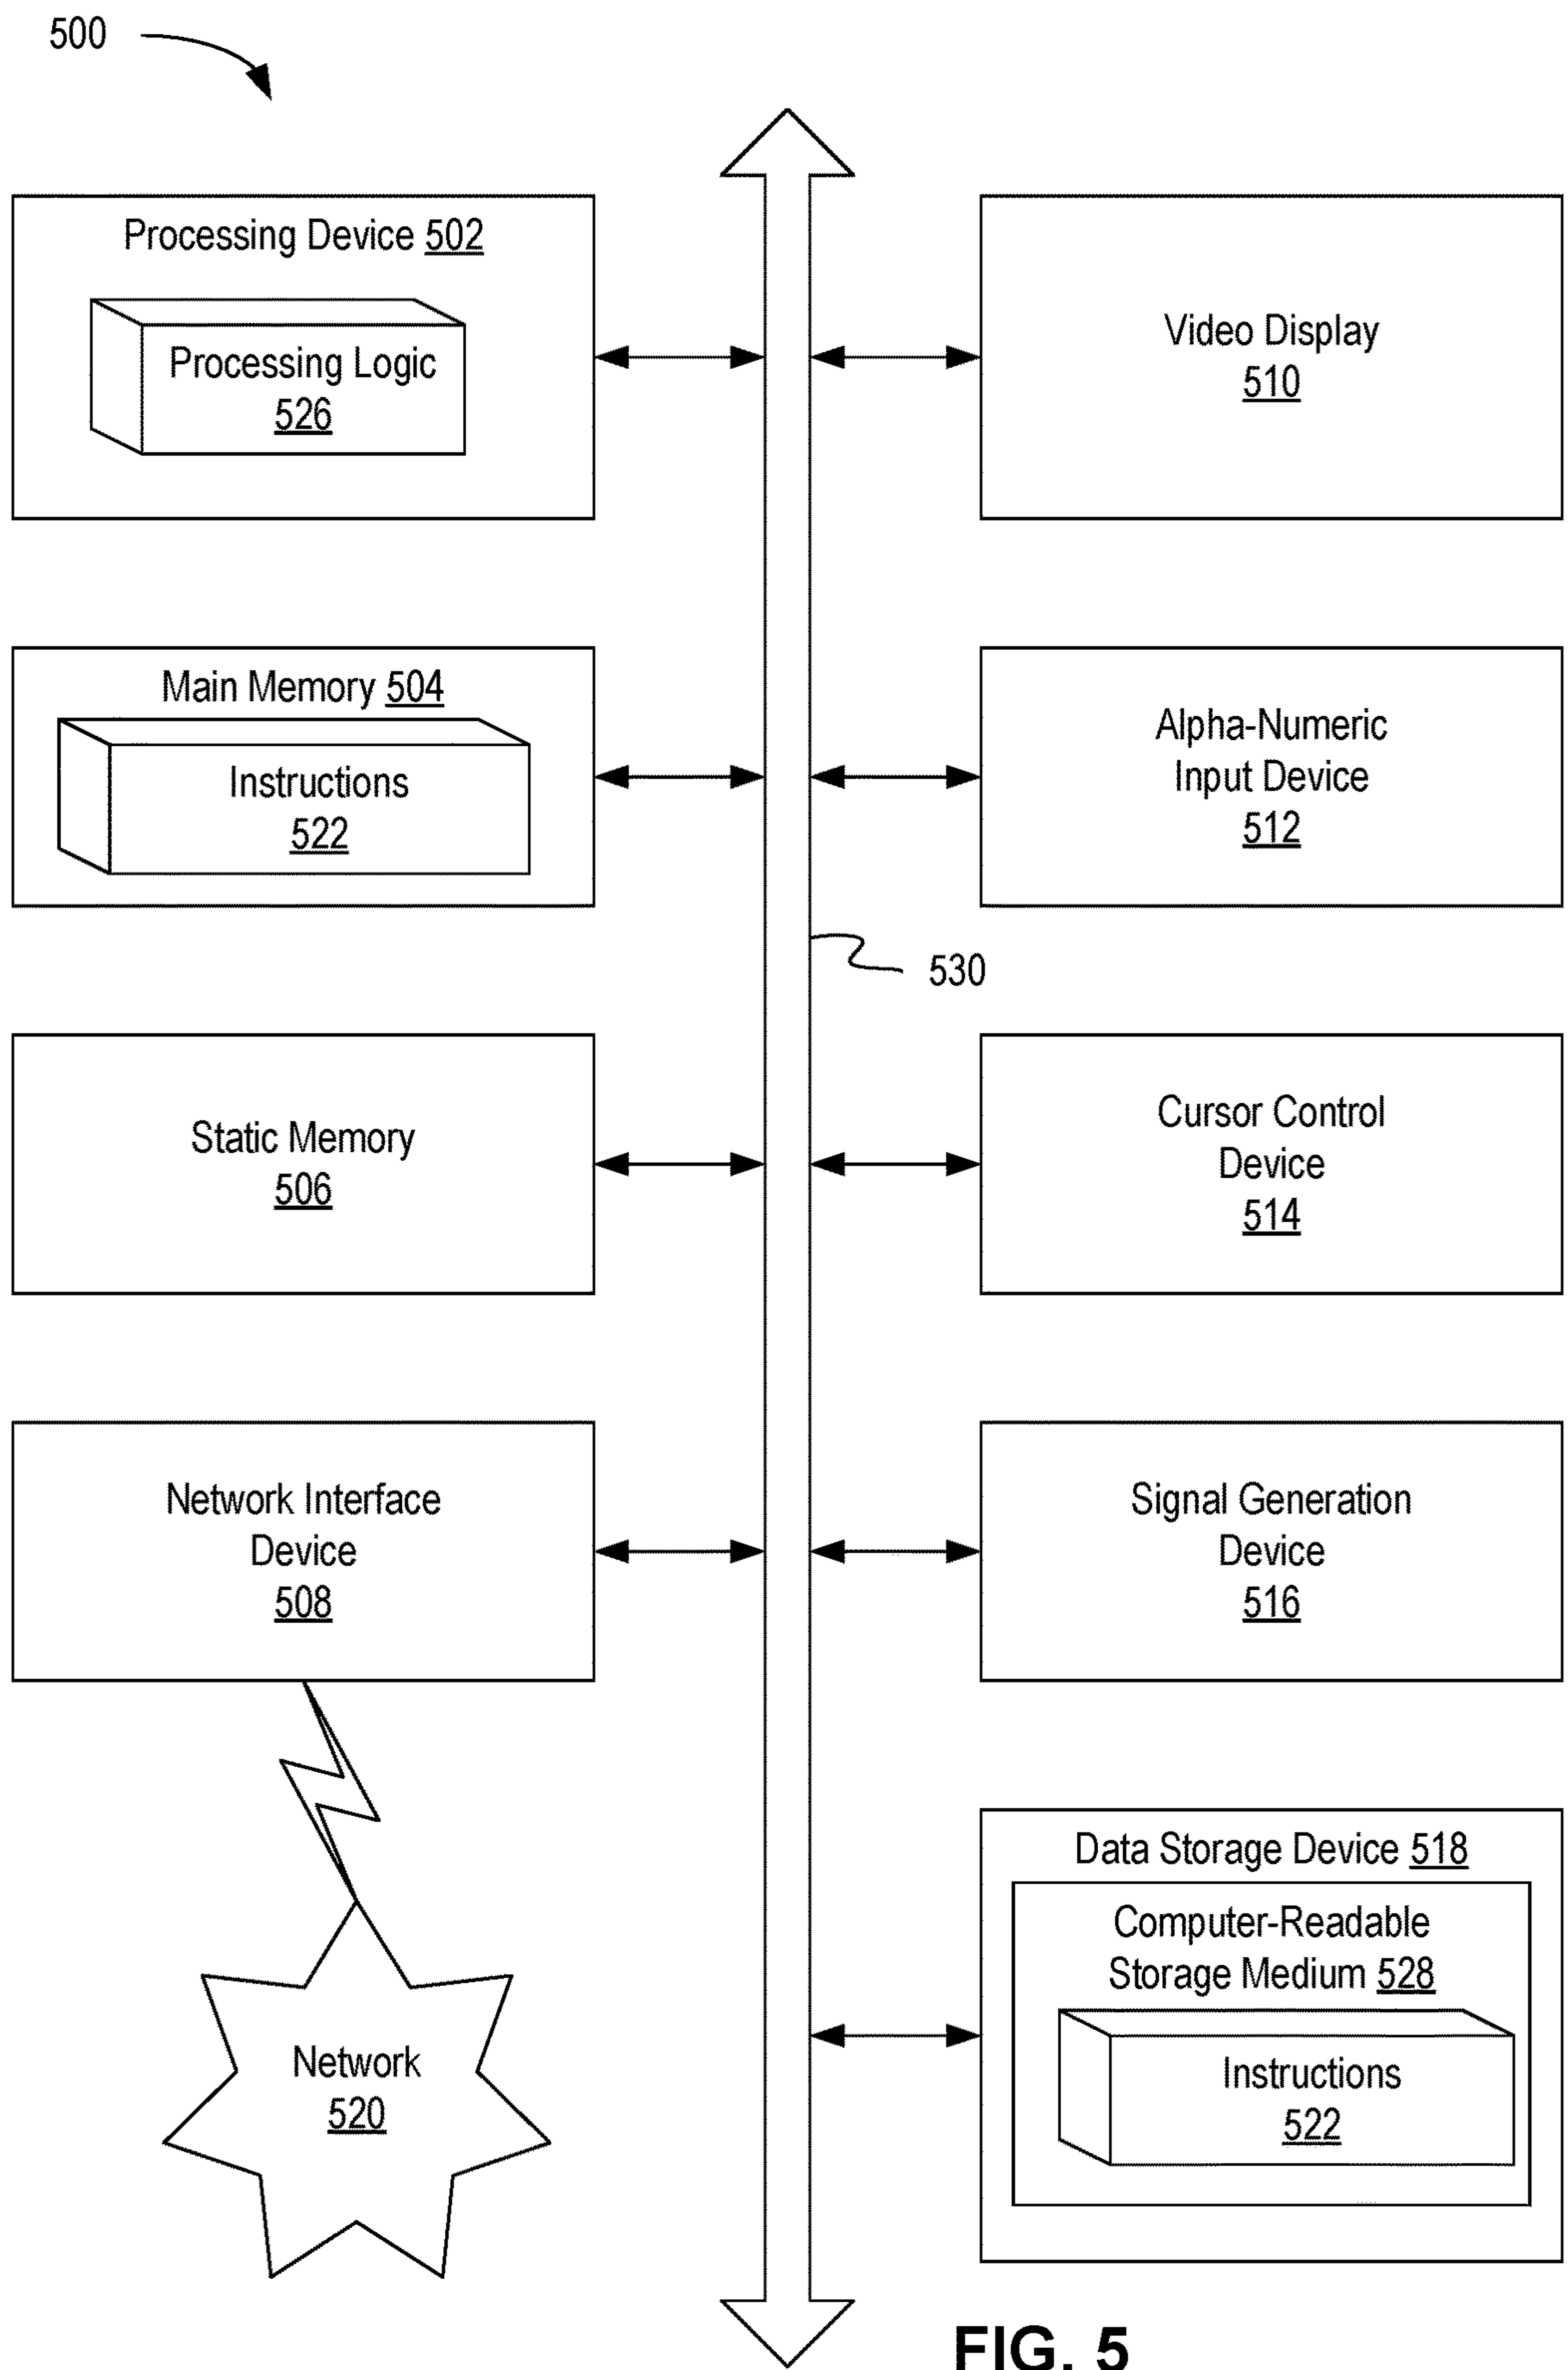 500
Processing Device 502
Processing Logic
526
Video Display
510
Main Memory 504
Instructions
522
Alpha-Numeric
Input Device
512
530
Static Memory
506
Cursor Control
Device
514
Network Interface
Device
508
Signal Generation
Device
516
Data Storage Device 518
Computer-Readable
Storage Medium 528
Instructions
522
Network
520
FIG. 5